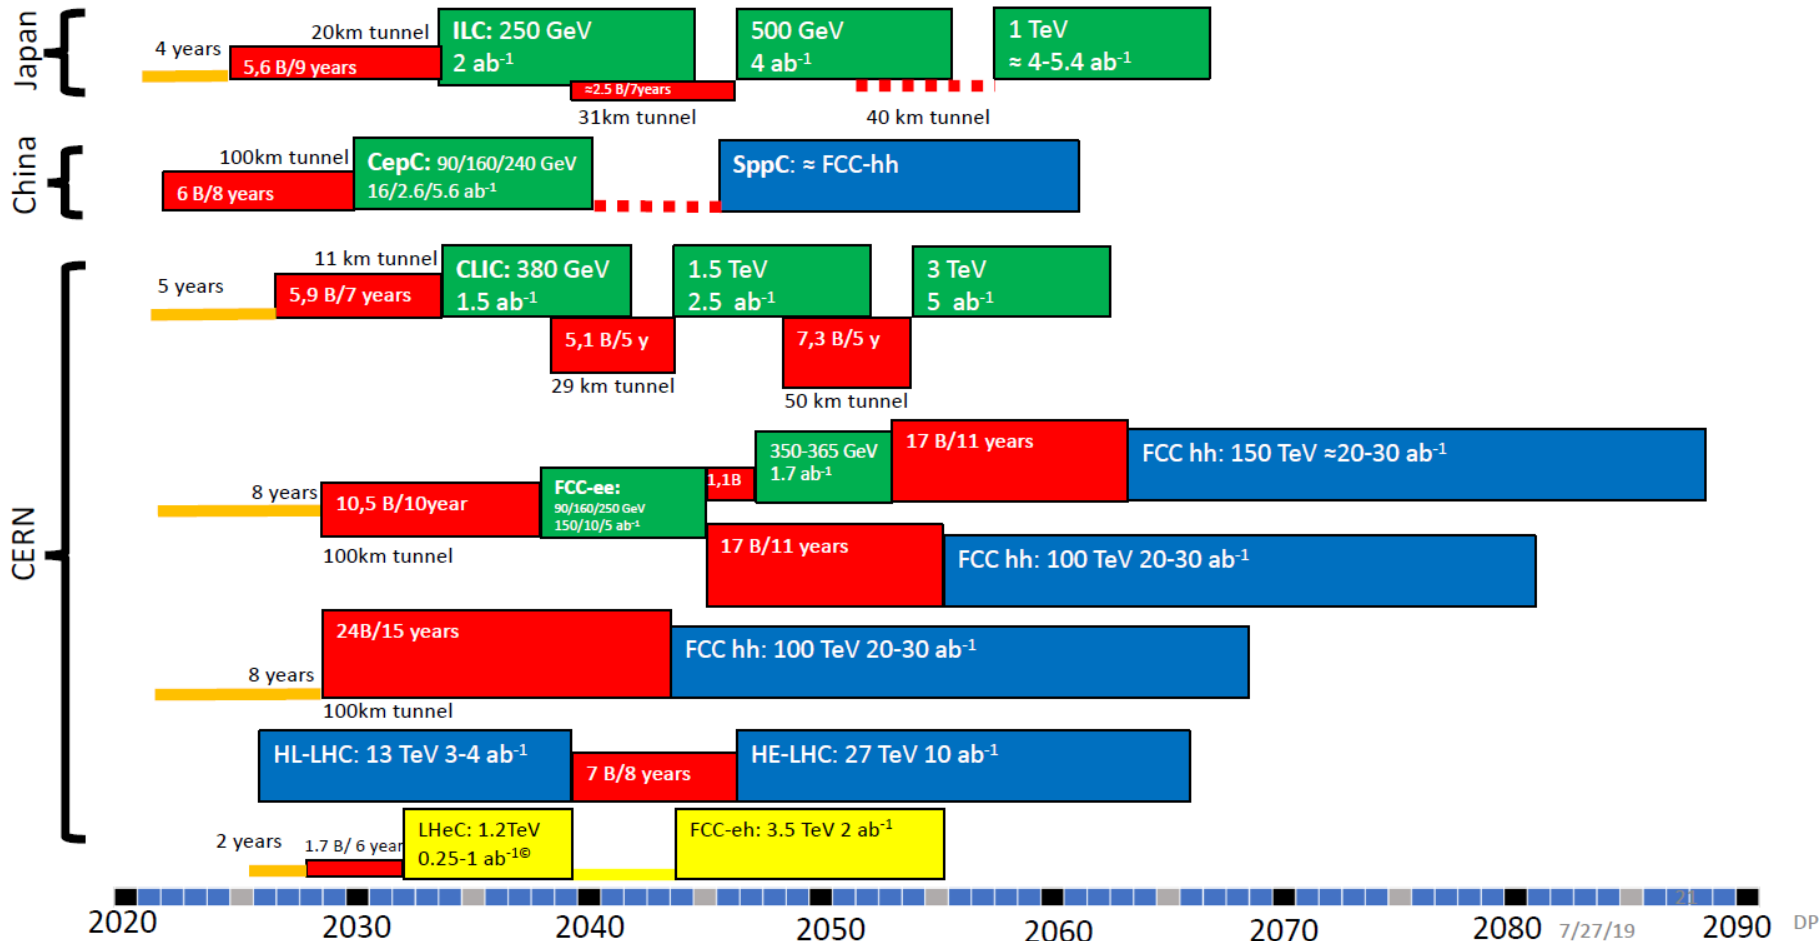 Japan
4 years
20km tunnel
5,6 B/9 years
ILC: 250 GeV
2 ab-1
≈2.5 B/7years
31km tunnel
500 GeV
4 ab-1
40 km tunnel
1 TeV
≈ 4-5.4 ab-1
China
100km tunnel
6 B/8 years
CepC: 90/160/240 GeV
16/2.6/5.6 ab-1
SppC: ≈ FCC-hh
CERN
5 years
11 km tunnel
5,9 B/7 years
CLIC: 380 GeV
1.5 ab-1
5,1 B/5 y
29 km tunnel
1.5 TeV
2.5 ab-1
7,3 B/5 y
50 km tunnel
3 TeV
5 ab-1
8 years
10,5 B/10year
100km tunnel
FCC-ee:
90/160/250 GeV
150/10/5 ab-1
1,1B
350-365 GeV
1.7 ab-1
17 B/11 years
FCC hh: 150 TeV ≈20-30 ab-1
17 B/11 years
FCC hh: 100 TeV 20-30 ab-1
8 years
24B/15 years
100km tunnel
FCC hh: 100 TeV 20-30 ab-1
HL-LHC: 13 TeV 3-4 ab-1
7 B/8 years
HE-LHC: 27 TeV 10 ab-1
2 years
1.7 B/ 6 year
LHeC: 1.2TeV
0.25-1 ab-1©
FCC-eh: 3.5 TeV 2 ab-1
21
2020 2030 2040 2050 2060 2070 2080 2090
7/27/19
DP